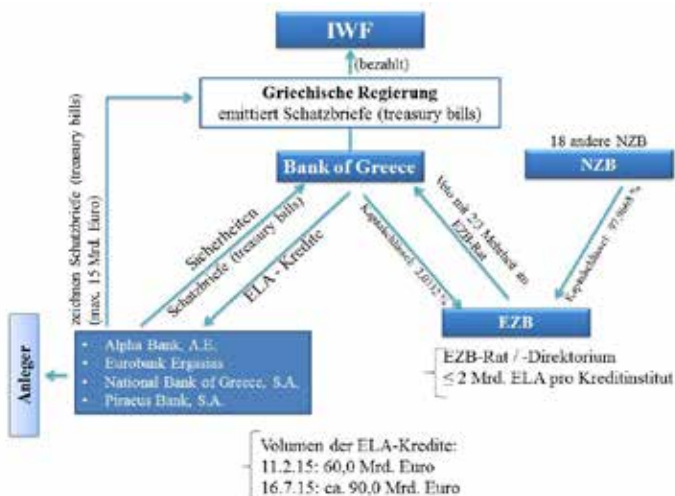 IWF
(bezahlt)
Griechische Regierung
emittiert Schatzbriefe (treasury bills)
18 andere NZB
Bank of Greece
NZB
zeichnen Schatzbriefe (treasury bills)
(max. 15 Mrd. Euro)
Sicherheiten
Schatzbriefe (treasury bills)
ELA - Kredite
Kapitalschlüssel: 2,0332 %
Veto mit 2/3 Mehrheit im
EZB-Rat
Kapitalschlüssel: 97,9668 %
EZB
Anleger
• Alpha Bank, A.E.
• Eurobank Ergasias
• National Bank of Greece, S.A.
• Piraeus Bank, S.A.
EZB-Rat / -Direktorium
≤ 2 Mrd. ELA pro Kreditinstitut
Volumen der ELA-Kredite:
11.2.15: 60,0 Mrd. Euro
16.7.15: ca. 90,0 Mrd. Euro